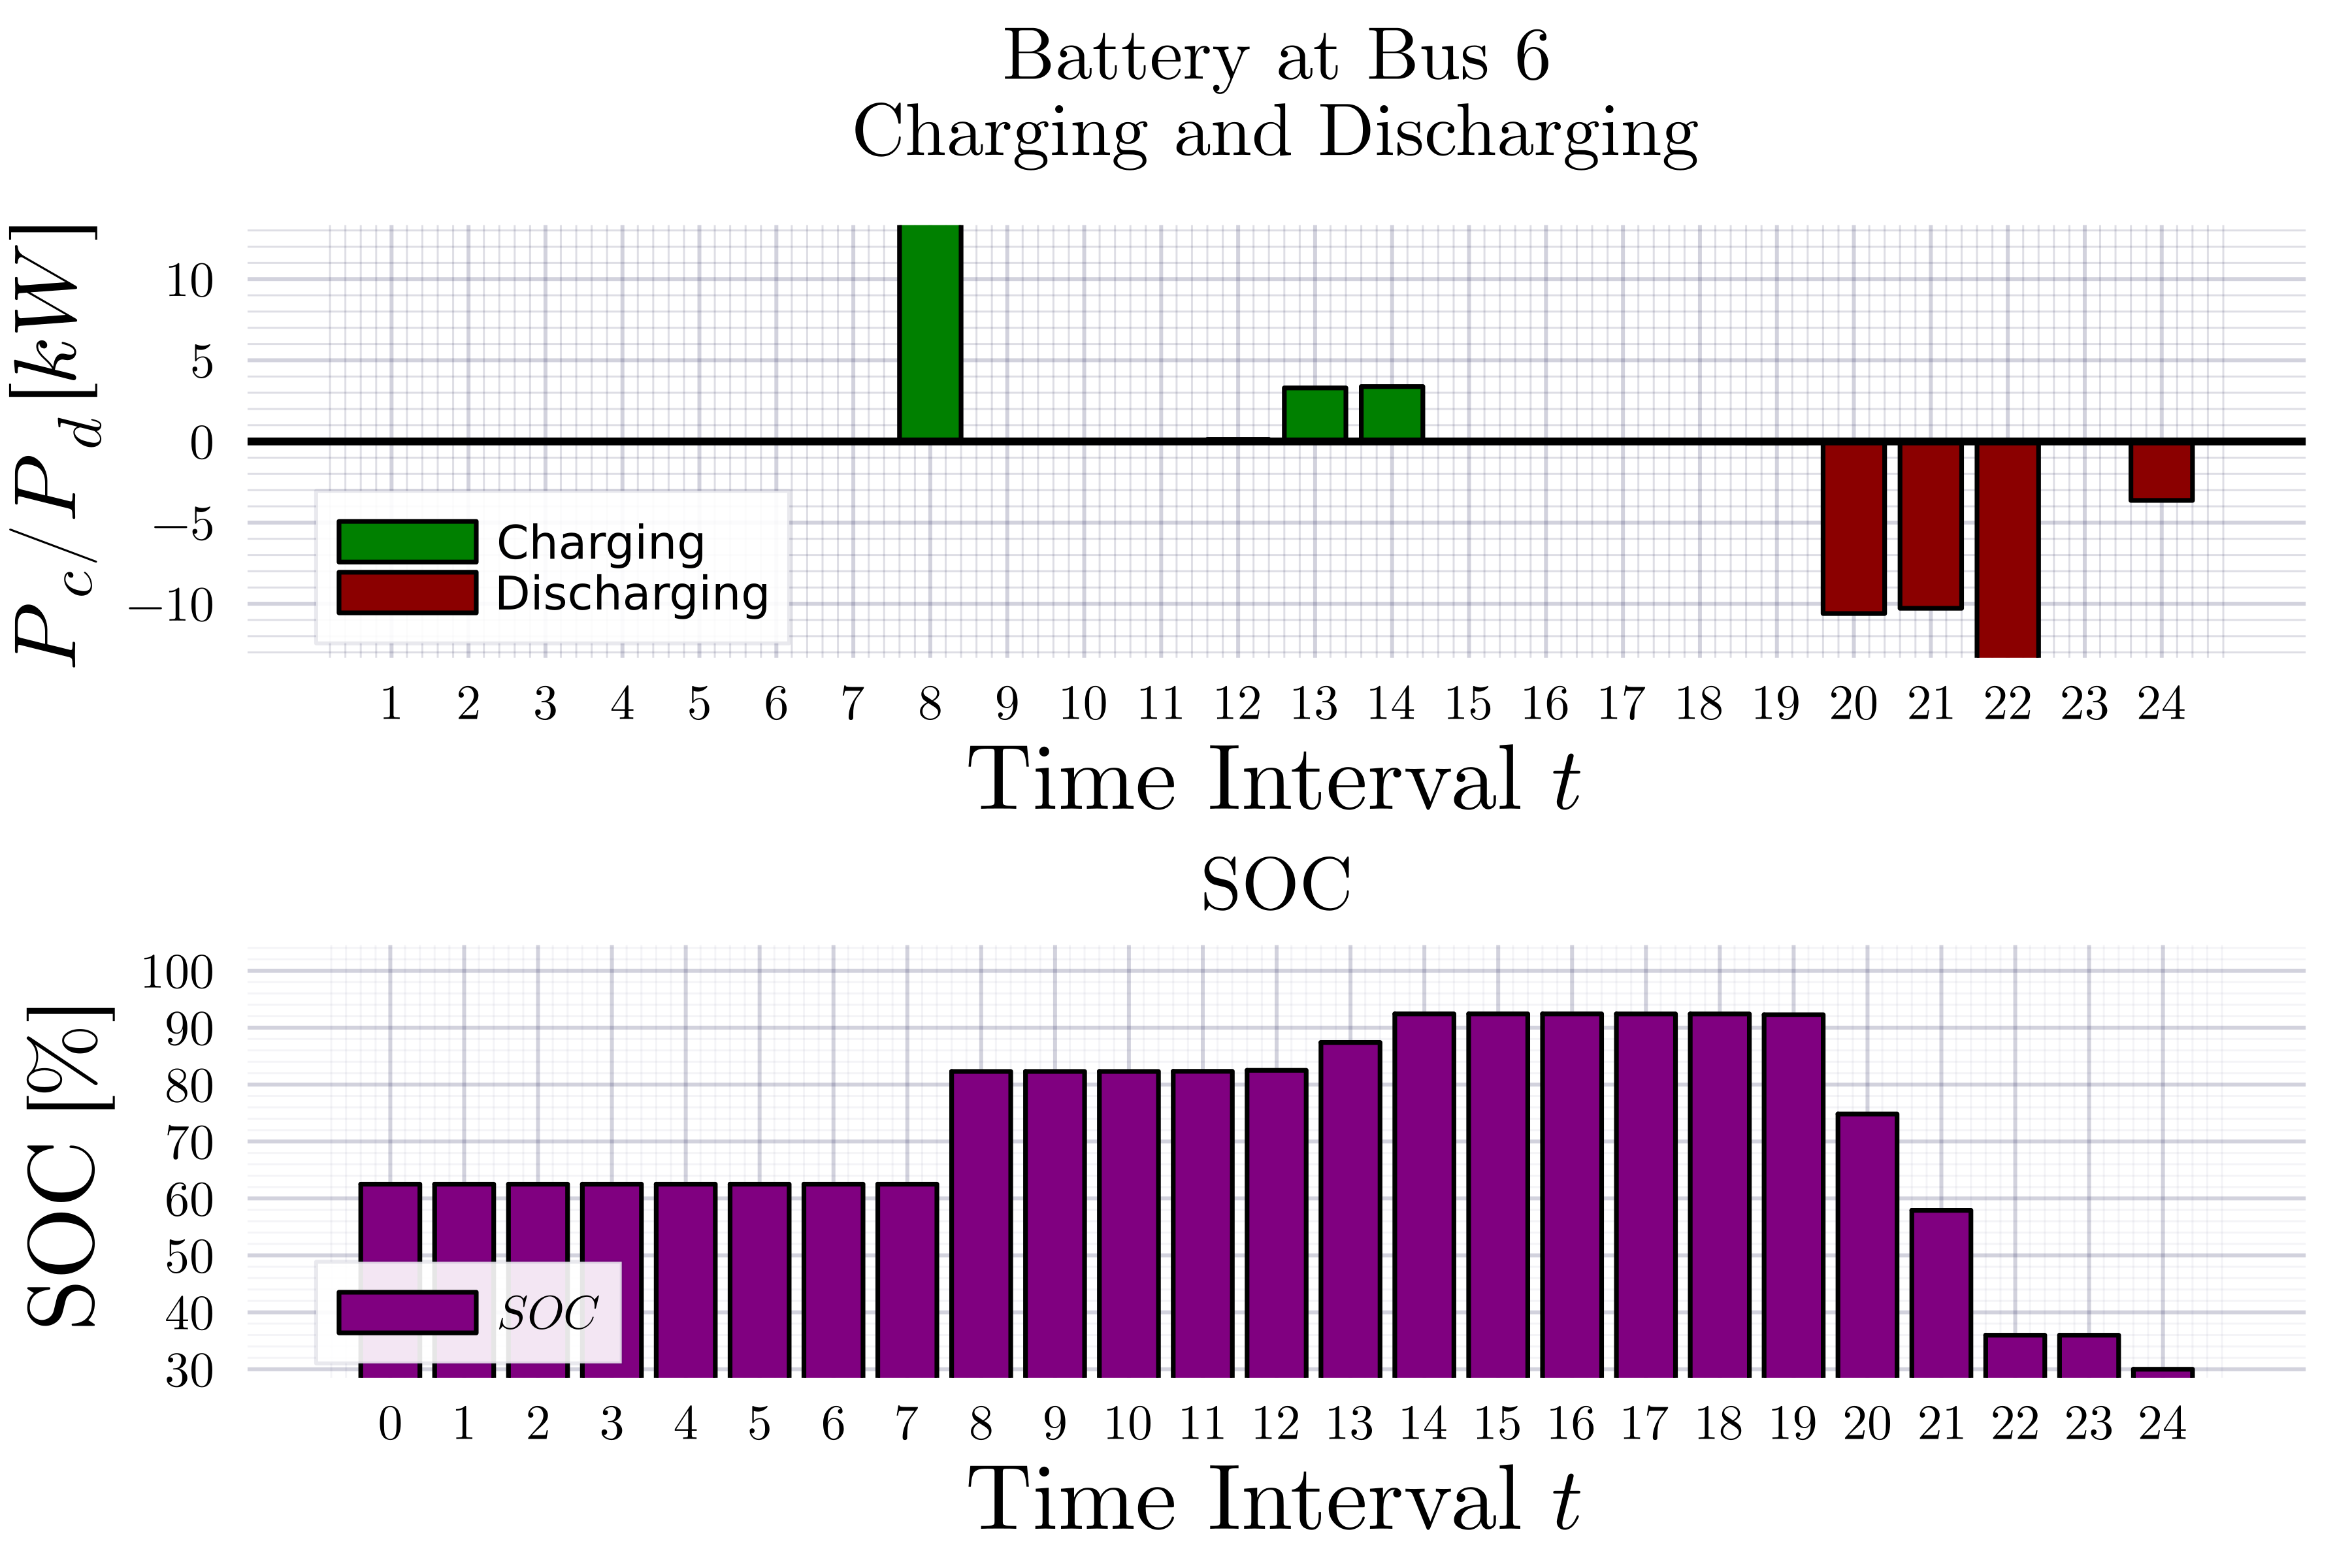 Battery at Bus 6
Charging and Discharging
P_c/P_d [kW]
10
5
0
−5
−10
Charging
Discharging
1 2 3 4 5 6 7 8 9 10 11 12 13 14 15 16 17 18 19 20 21 22 23 24
Time Interval t
SOC
SOC [%]
100
90
80
70
60
50
40
30
SOC
0 1 2 3 4 5 6 7 8 9 10 11 12 13 14 15 16 17 18 19 20 21 22 23 24
Time Interval t